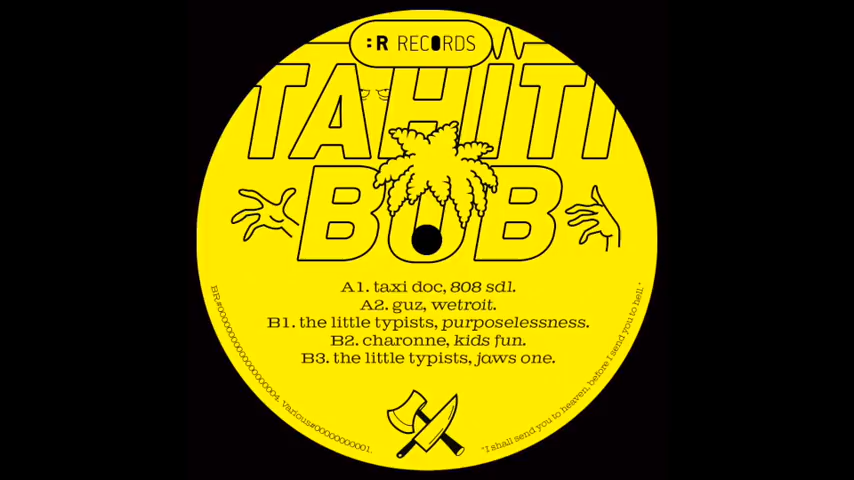 :R RECORDS
TAHITI
BOB
A1. taxi doc, 808 sdl.
A2. guz, wetroit.
B1. the little typists, purposelessness.
B2. charonne, kids fun.
B3. the little typists, jaws one.
"I shall send you to heaven, before I send you to hell."